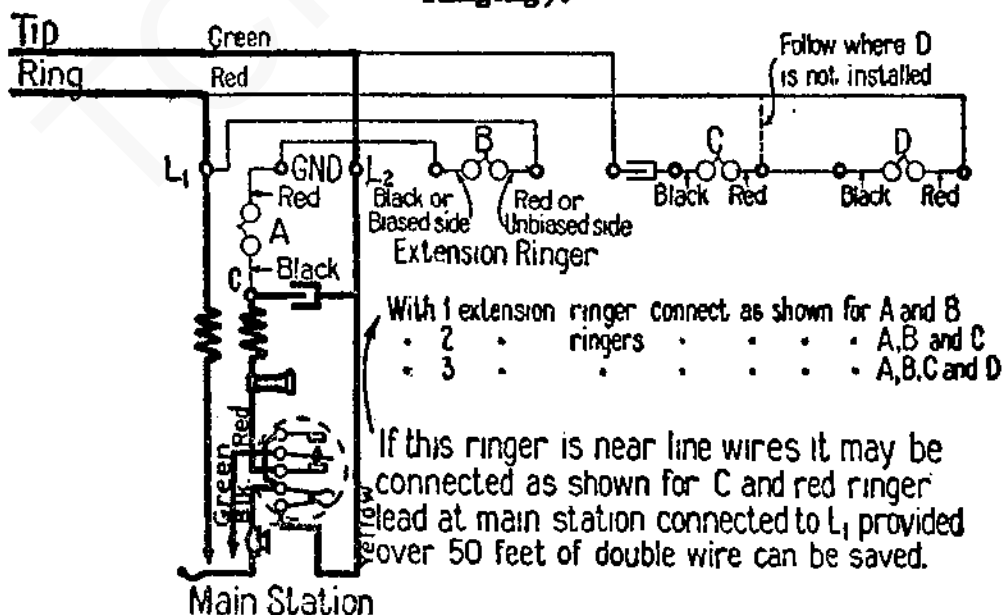 Tip
Green
Ring
Red
Follow where D
is not installed
L1
GND
L2
B
C
D
Red
A
Black
C
Black or
Biased side
Red or
Unbiased side
Extension Ringer
Black
Red
Black
Red
With 1 extension ringer connect as shown for A and B
" 2 " ringers " " " " A,B and C
" 3 " " " " " " A,B,C and D
If this ringer is near line wires it may be
connected as shown for C and red ringer
lead at main station connected to L1 provided
over 50 feet of double wire can be saved.
Green
Blk.
Red
Yellow
Main Station